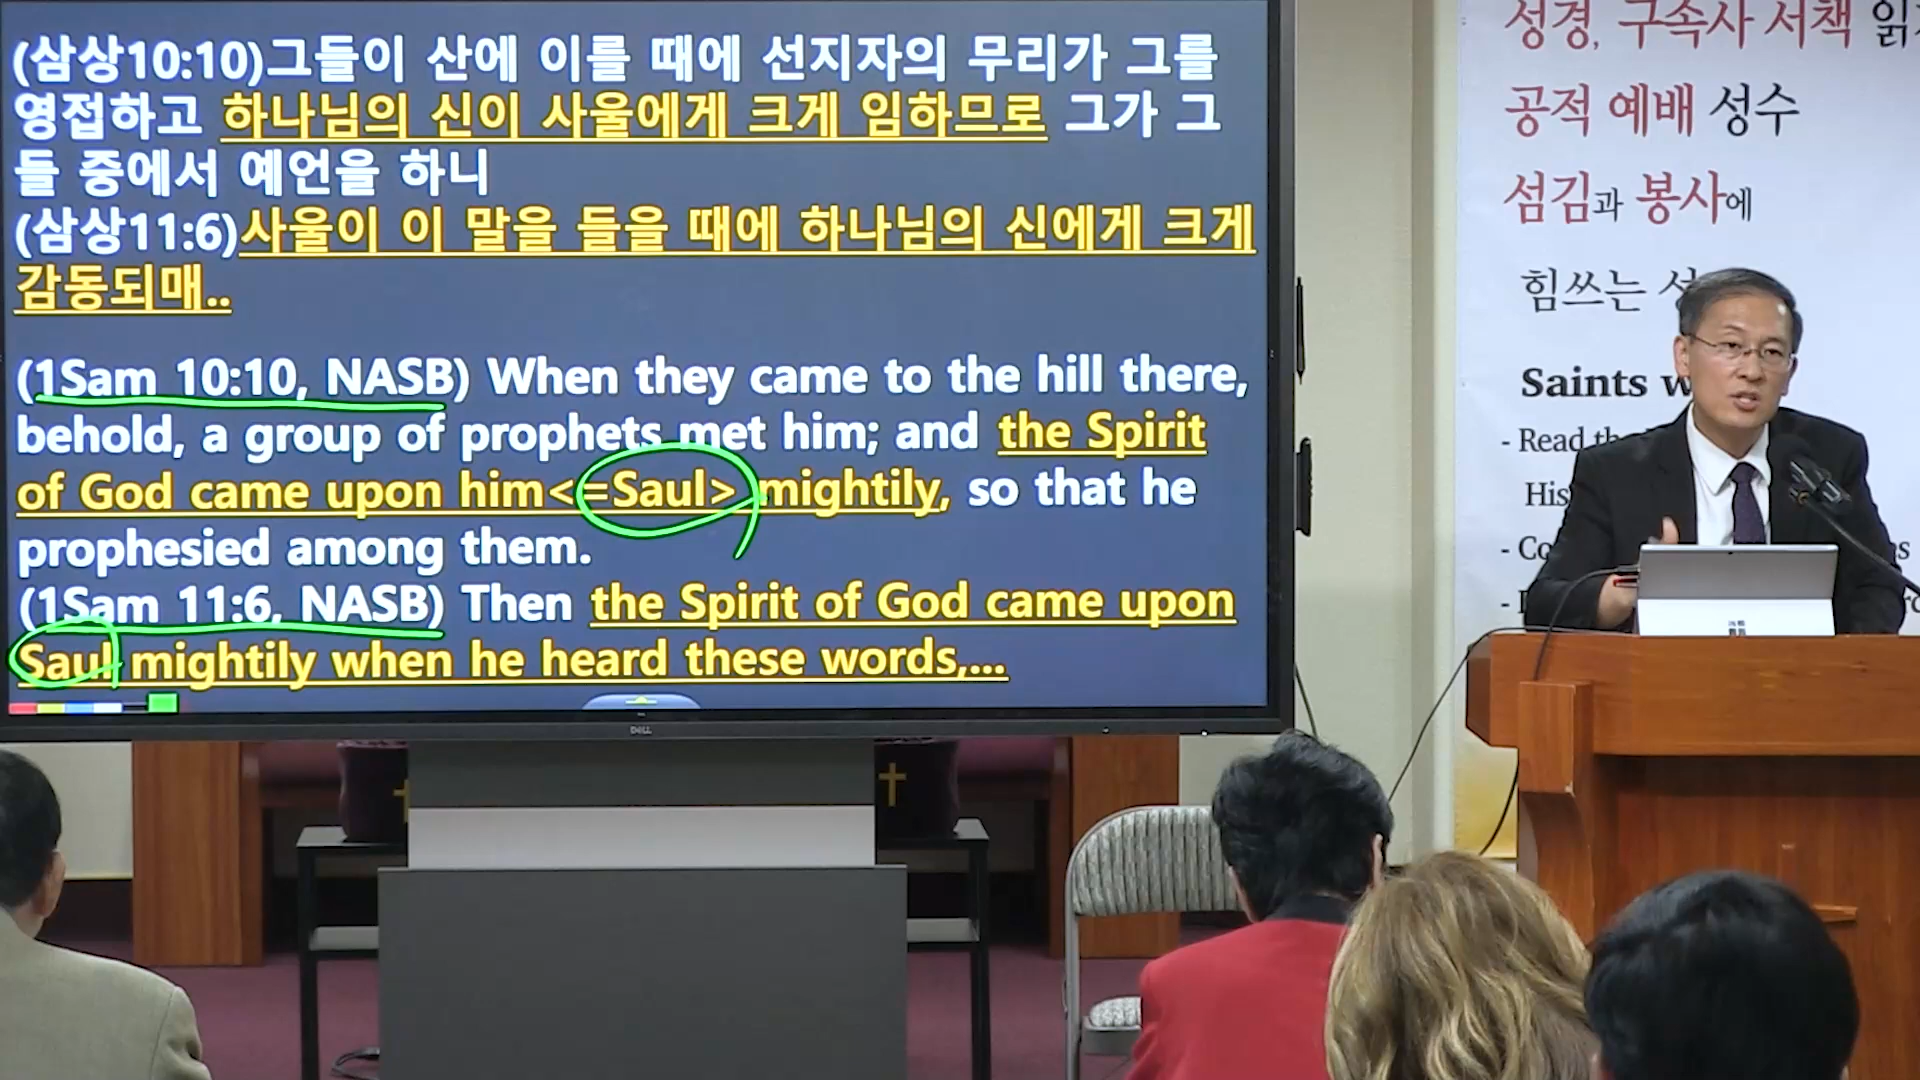 (삼상10:10)그들이 산에 이를 때에 선지자의 무리가 그를
영접하고 하나님의 신이 사울에게 크게 임하므로 그가 그
들 중에서 예언을 하니
(삼상11:6)사울이 이 말을 들을 때에 하나님의 신에게 크게
감동되매..
(1Sam 10:10, NASB) When they came to the hill there,
behold, a group of prophets met him; and the Spirit
of God came upon him<=Saul> mightily, so that he
prophesied among them.
(1Sam 11:6, NASB) Then the Spirit of God came upon
Saul mightily when he heard these words,...
DELL
성경, 구속사 서책
공적 예배 성수
섬김과 봉사에
힘쓰는
Saints
- Read